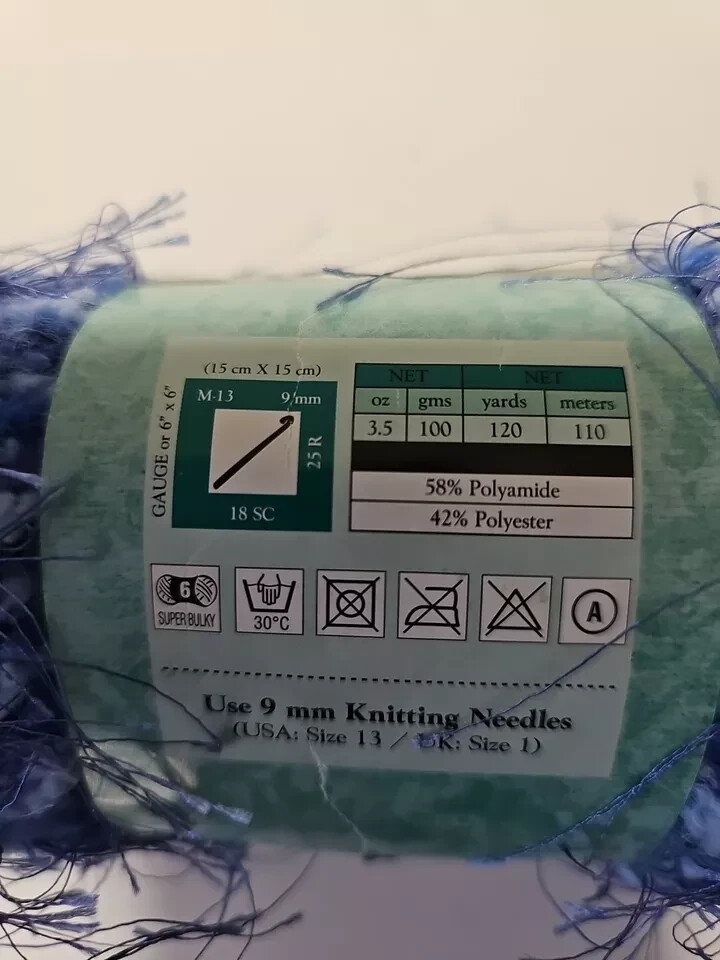 (15 cm X 15 cm)
GAUGE or 6" x 6"
M-13 9 mm
25 R
18 SC
NET NET
oz gms yards meters
3.5 100 120 110
58% Polyamide
42% Polyester
6
SUPER BULKY
30°C
A
Use 9 mm Knitting Needles
(USA: Size 13 / UK: Size 1)